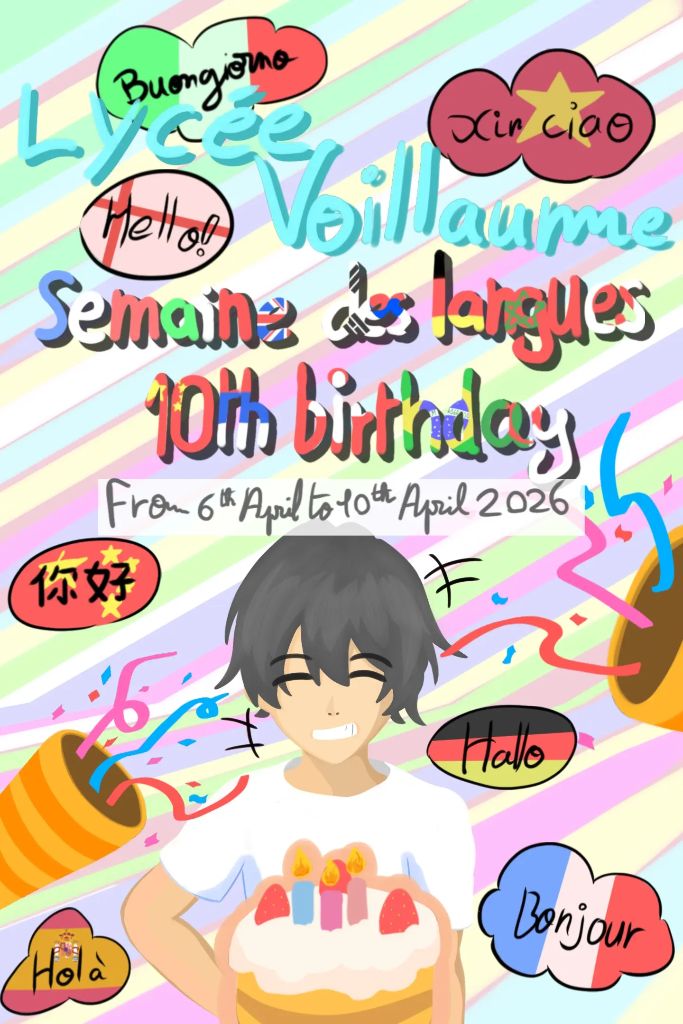 Buongiorno
Xin ciao
Lycée
Voillaume
Hello!
Semaine des langues
10th birthday
From 6th April to 10th April 2026
你好
Hallo
Bonjour
Holà